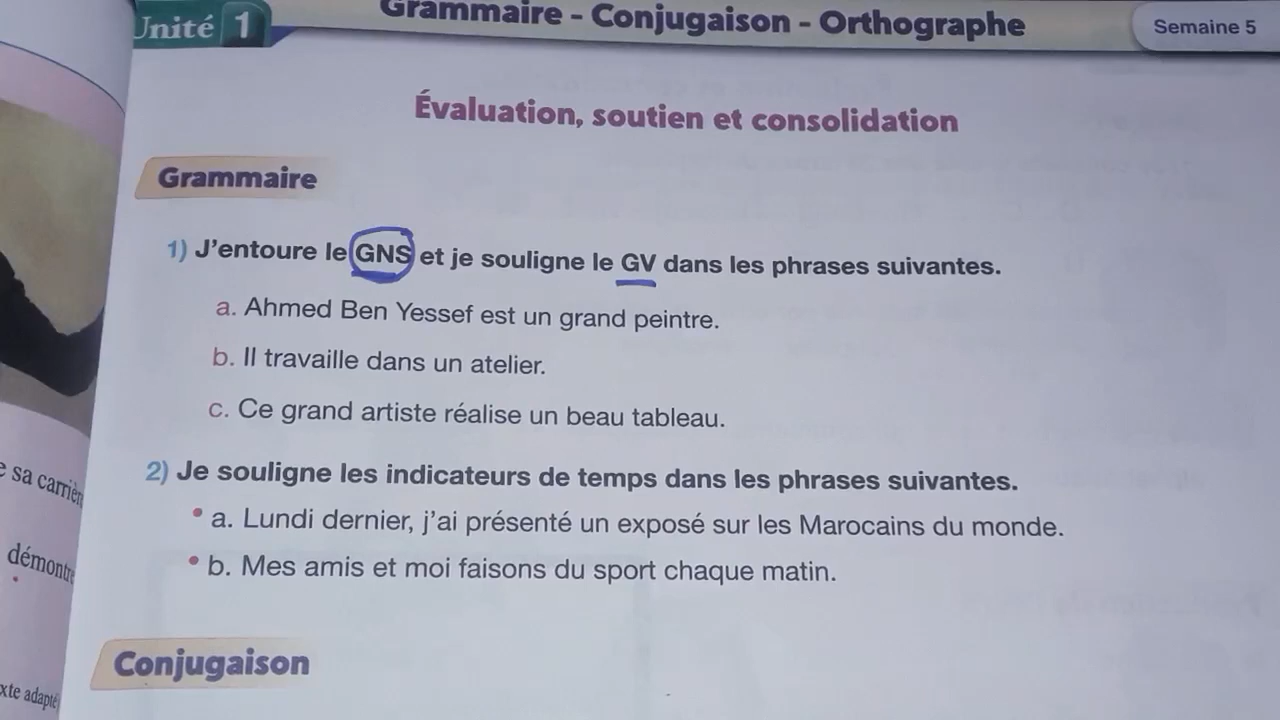 Unité 1
Grammaire - Conjugaison - Orthographe
Semaine 5
Évaluation, soutien et consolidation
Grammaire
1) J'entoure le GNS et je souligne le GV dans les phrases suivantes.
a. Ahmed Ben Yessef est un grand peintre.
b. Il travaille dans un atelier.
c. Ce grand artiste réalise un beau tableau.
2) Je souligne les indicateurs de temps dans les phrases suivantes.
• a. Lundi dernier, j'ai présenté un exposé sur les Marocains du monde.
• b. Mes amis et moi faisons du sport chaque matin.
Conjugaison
sa
adapté